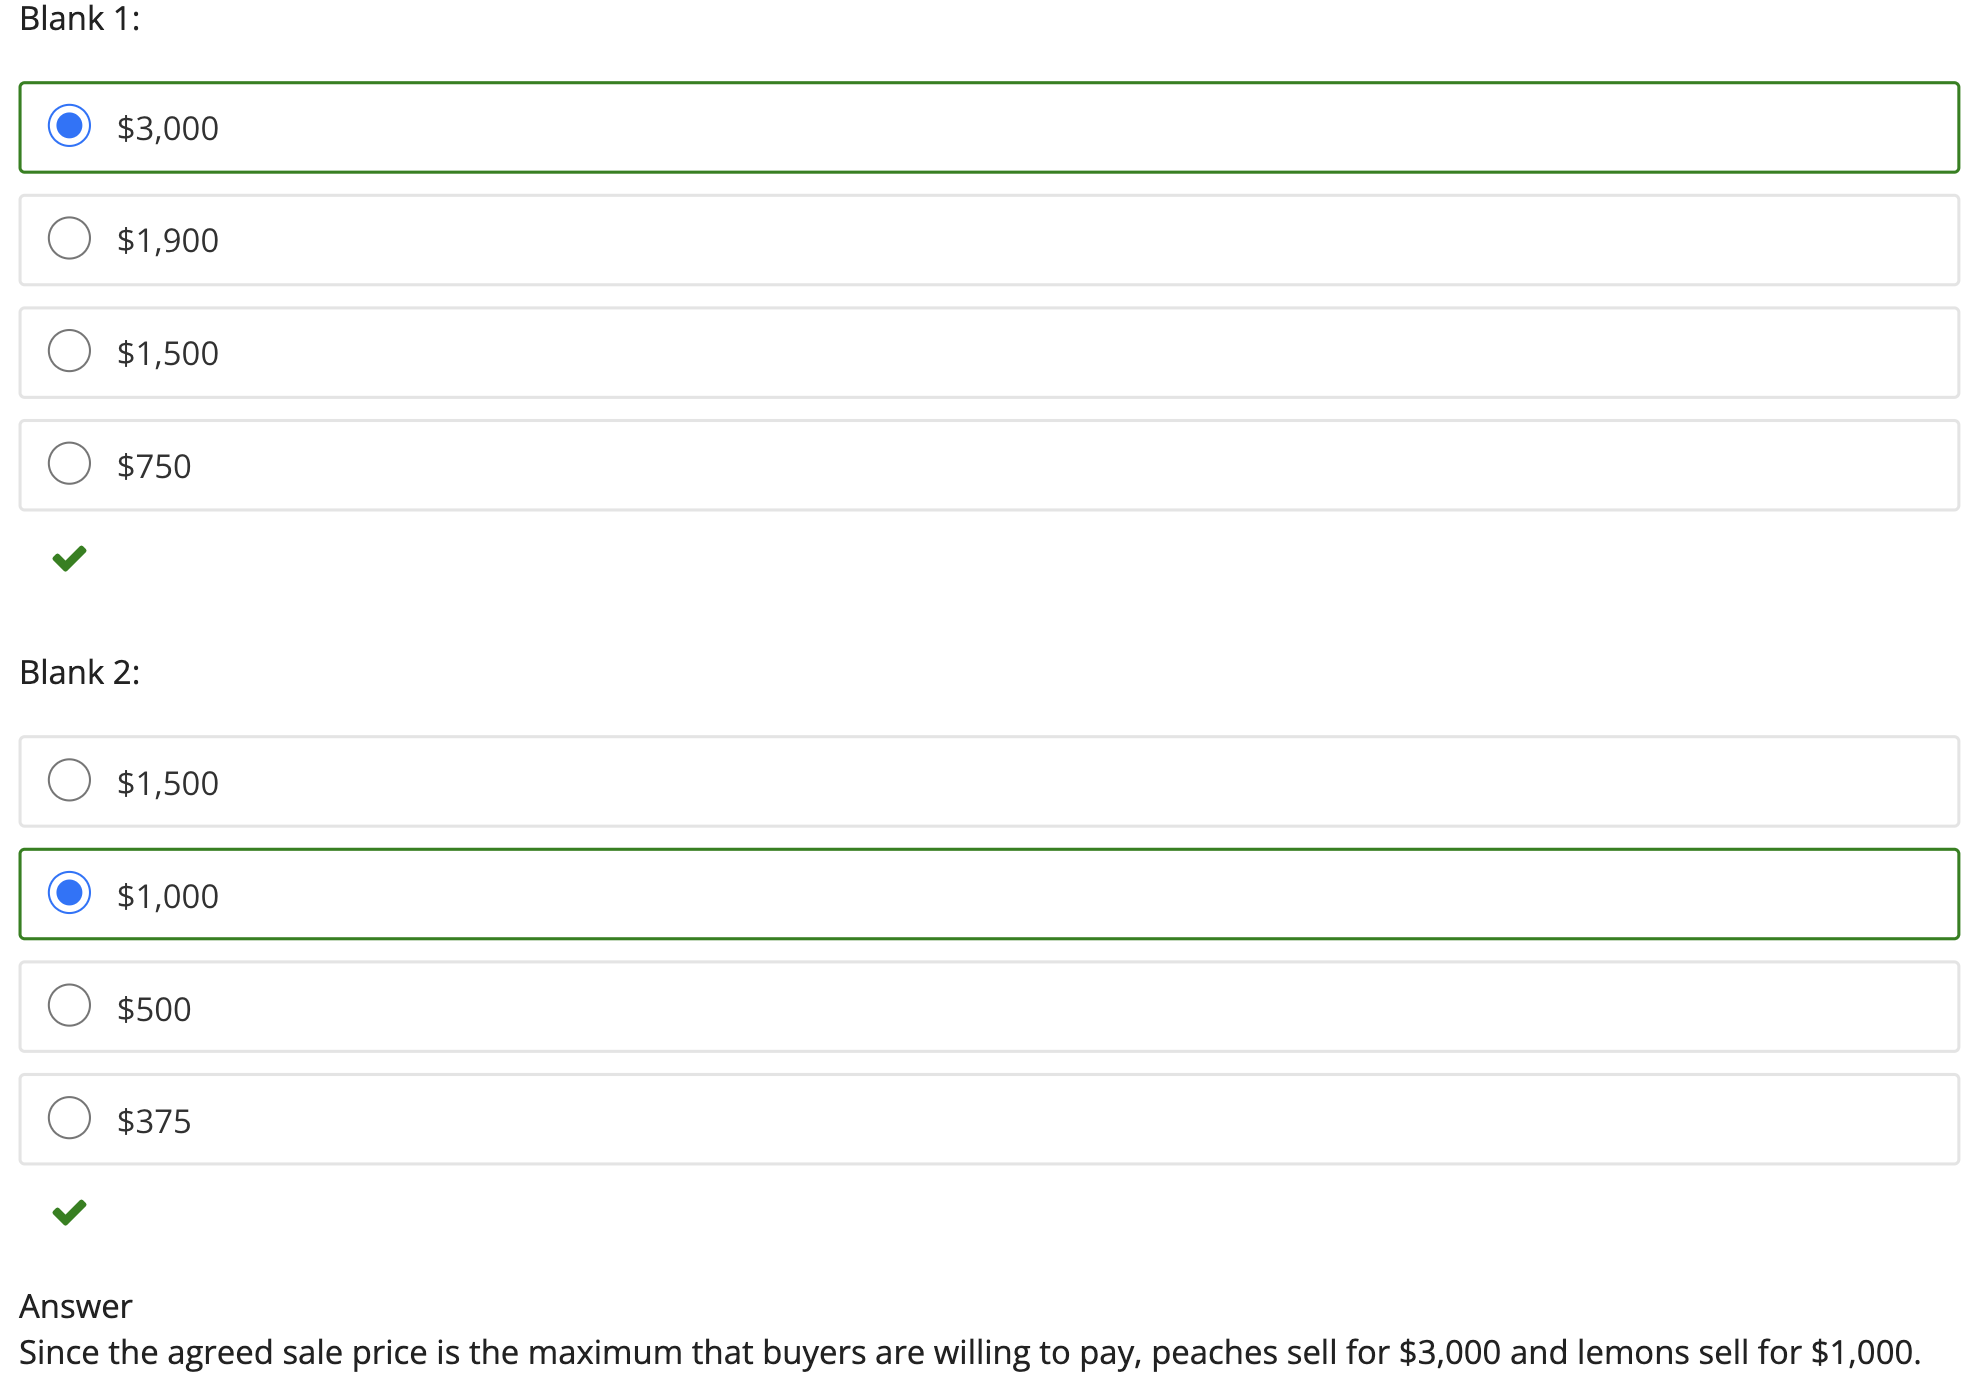 Blank 1:
$3,000
$1,900
$1,500
$750
Blank 2:
$1,500
$1,000
$500
$375
Answer
Since the agreed sale price is the maximum that buyers are willing to pay, peaches sell for $3,000 and lemons sell for $1,000.